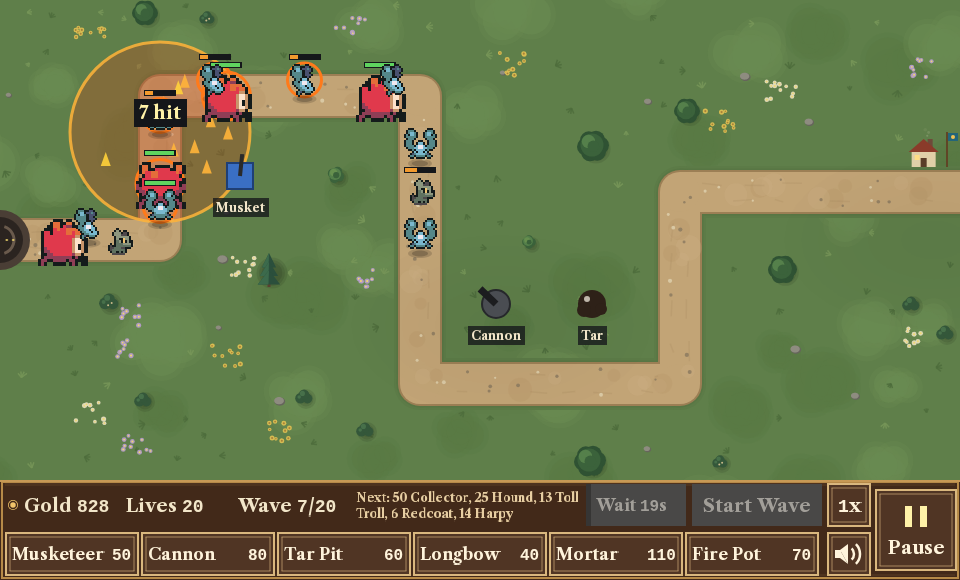 7 hit
Musket
Cannon
Tar
Gold 828
Lives 20
Wave 7/20
Next: 50 Collector, 25 Hound, 13 Toll
Troll, 6 Redcoat, 14 Harpy
Wait 19s
Start Wave
1x
Pause
Musketeer 50
Cannon 80
Tar Pit 60
Longbow 40
Mortar 110
Fire Pot 70